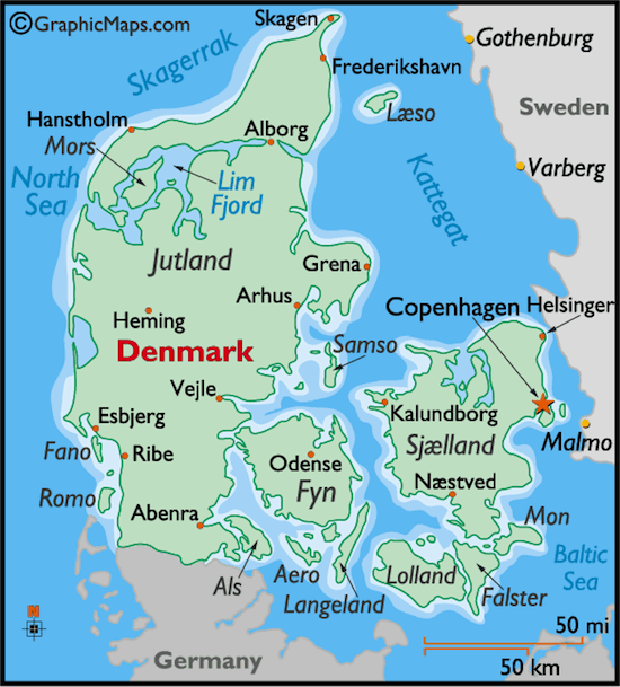 ©GraphicMaps.com
Skagen
Gothenburg
Skagerrak
Frederikshavn
Sweden
Læso
Hanstholm
Alborg
Mors
Kattegat
Varberg
North
Sea
Lim
Fjord
Jutland
Grena
Arhus
Copenhagen
Helsinger
Heming
Samso
Denmark
Vejle
Kalundborg
Esbjerg
Malmo
Sjælland
Fano
Ribe
Odense
Næstved
Fyn
Romo
Abenra
Mon
Baltic
Sea
Als
Aero
Lolland
Falster
Langeland
N
50 mi
Germany
50 km